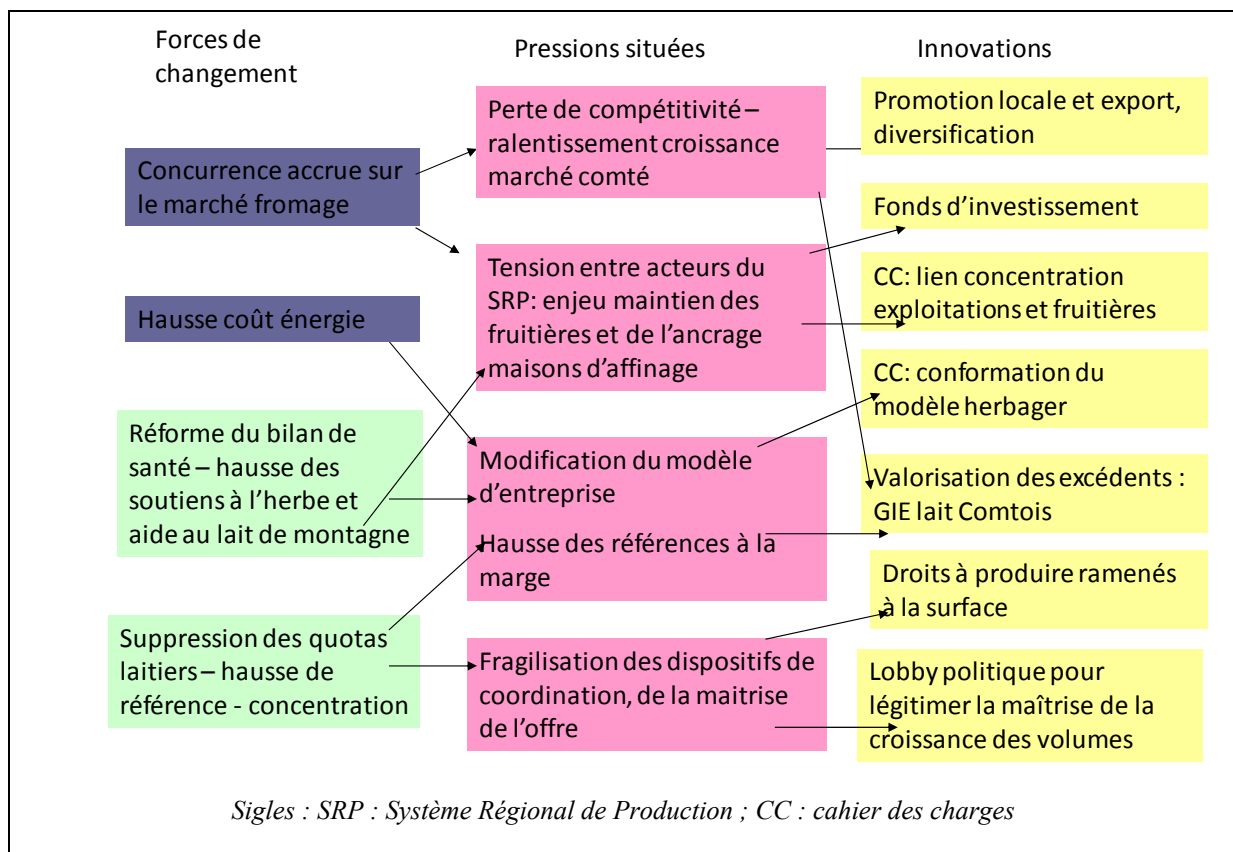 Forces de
changement
Pressions situées
Innovations
Concurrence accrue sur
le marché fromage
Hausse coût énergie
Réforme du bilan de
santé – hausse des
soutiens à l'herbe et
aide au lait de montagne
Suppression des quotas
laitiers – hausse de
référence - concentration
Perte de compétitivité –
ralentissement croissance
marché comté
Tension entre acteurs du
SRP: enjeu maintien des
fruitières et de l'ancrage
maisons d'affinage
Modification du modèle
d'entreprise
Hausse des références à la
marge
Fragilisation des dispositifs de
coordination, de la maitrise
de l'offre
Promotion locale et export,
diversification
Fonds d'investissement
CC: lien concentration
exploitations et fruitières
CC: conformation du
modèle herbager
Valorisation des excédents :
GIE lait Comtois
Droits à produire ramenés
à la surface
Lobby politique pour
légitimer la maîtrise de la
croissance des volumes
Sigles : SRP : Système Régional de Production ; CC : cahier des charges